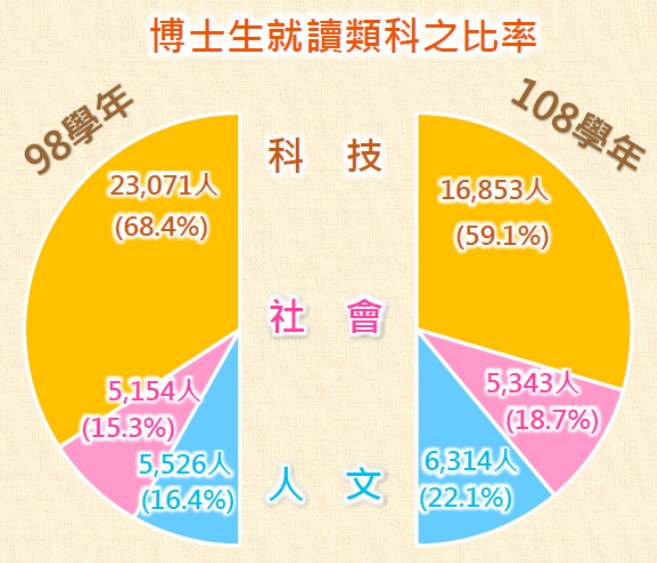 博士生就讀類科之比率
98學年
108學年
科 技
23,071人
(68.4%)
16,853人
(59.1%)
社 會
5,154人
(15.3%)
5,343人
(18.7%)
人 文
5,526人
(16.4%)
6,314人
(22.1%)